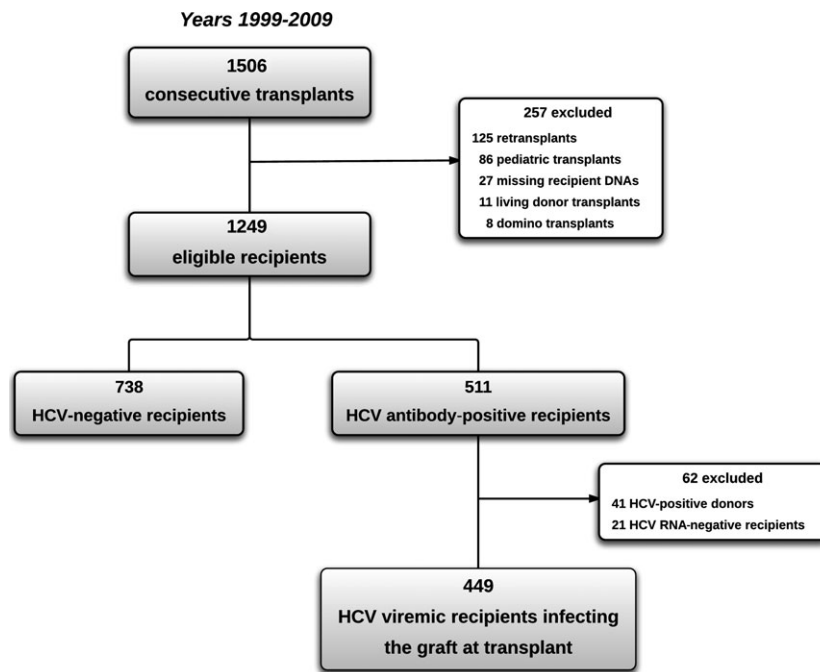 Years 1999-2009
1506
consecutive transplants
257 excluded
125 retransplants
86 pediatric transplants
27 missing recipient DNAs
11 living donor transplants
8 domino transplants
1249
eligible recipients
738
HCV-negative recipients
511
HCV antibody-positive recipients
62 excluded
41 HCV-positive donors
21 HCV RNA-negative recipients
449
HCV viremic recipients infecting
the graft at transplant